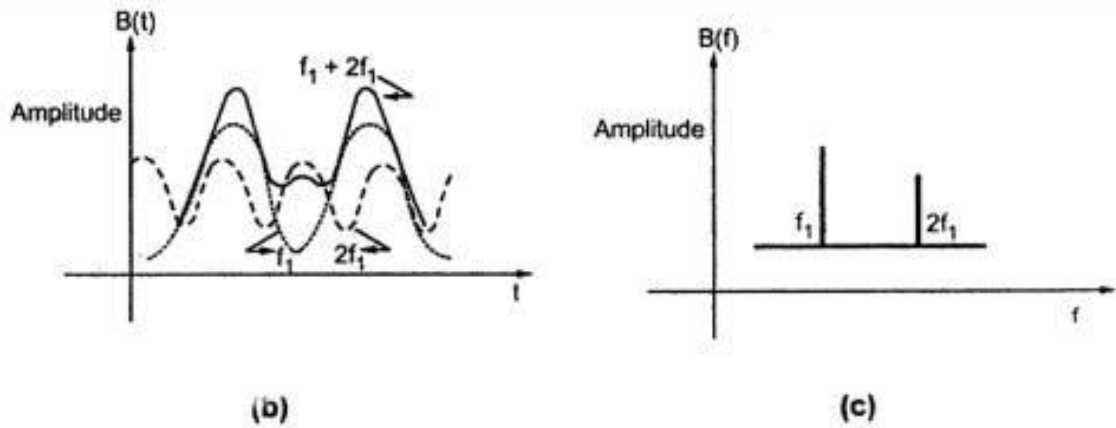 B(t)
f₁ + 2f₁
Amplitude
f₁
2f₁
t
(b)
B(f)
Amplitude
f₁
2f₁
f
(c)